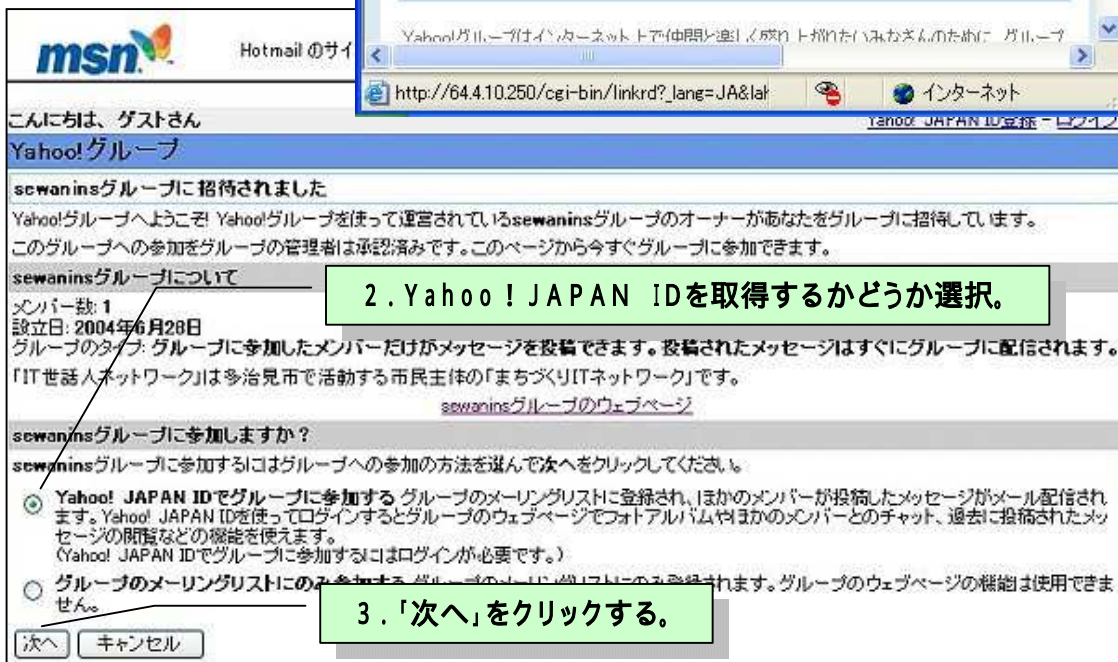 msn
Hotmail のサイ
Yahoo!グループはインターネット上で仲間と楽しく盛り上がりたいみなさんのために グループ
http://64.4.10.250/cgi-bin/linkrd?_lang=JA&lah
インターネット
こんにちは、ゲストさん
Yahoo! JAPAN ID登録 - ログイン
Yahoo!グループ
sewaninsグループに招待されました
Yahoo!グループへようこそ! Yahoo!グループを使って運営されているsewaninsグループのオーナーがあなたをグループに招待しています。
このグループへの参加をグループの管理者は承認済みです。このページから今すぐグループに参加できます。
sewaninsグループについて
2.Yahoo!JAPAN IDを取得するかどうか選択。
メンバー数: 1
設立日: 2004年6月28日
グループのタイプ: グループに参加したメンバーだけがメッセージを投稿できます。投稿されたメッセージはすぐにグループに配信されます。
「IT世話人ネットワーク」は多治見市で活動する市民主体の「まちづくりITネットワーク」です。
sewaninsグループのウェブページ
sewaninsグループに参加しますか?
sewaninsグループに参加するにはグループへの参加の方法を選んで次へをクリックしてください。
Yahoo! JAPAN IDでグループに参加する グループのメーリングリストに登録され、ほかのメンバーが投稿したメッセージがメール配信され
ます。Yahoo! JAPAN IDを使ってログインするとグループのウェブページでフォトアルバムやほかのメンバーとのチャット、過去に投稿されたメッ
セージの閲覧などの機能を使えます。
(Yahoo! JAPAN IDでグループに参加するにはログインが必要です。)
グループのメーリングリストにのみ参加する グループのメーリングリストにのみ登録されます。グループのウェブページの機能は使用できま
せん。
3.「次へ」をクリックする。
次へ
キャンセル